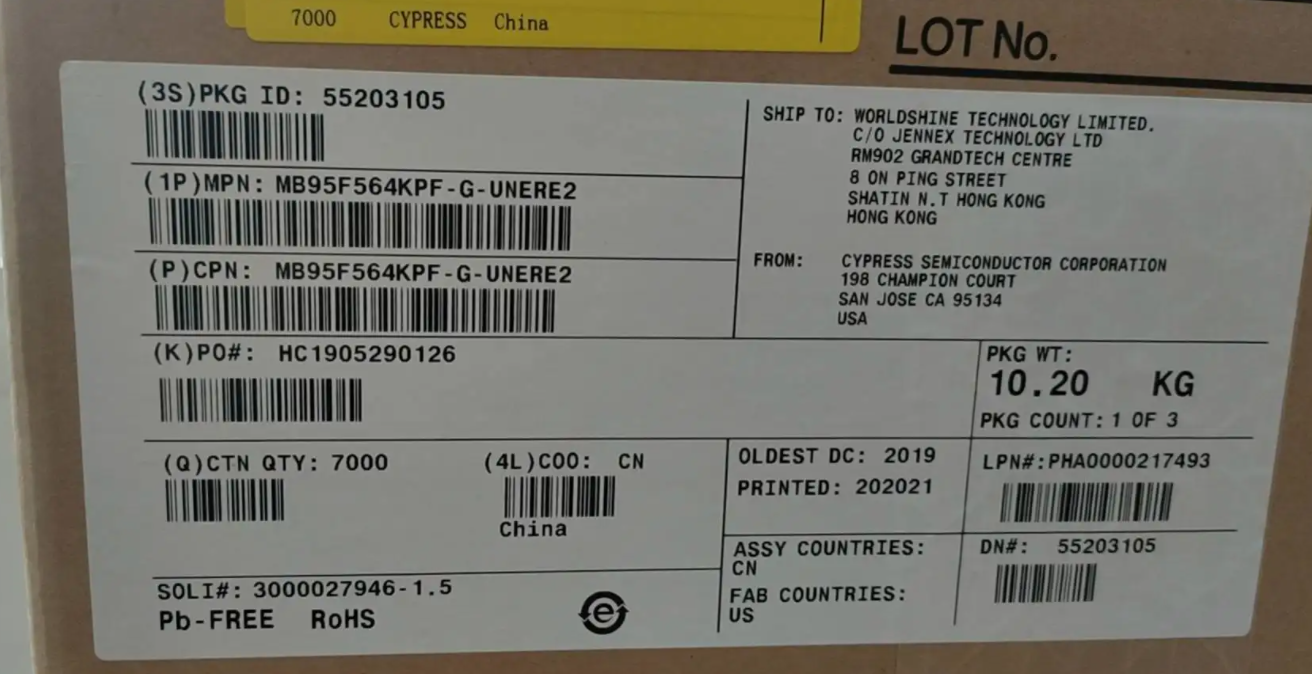 7000 CYPRESS China
LOT No.
(3S)PKG ID: 55203105
(1P)MPN: MB95F564KPF-G-UNERE2
(P)CPN: MB95F564KPF-G-UNERE2
(K)PO#: HC1905290126
(Q)CTN QTY: 7000 (4L)COO: CN
China
SOLI#: 3000027946-1.5
Pb-FREE RoHS
e
SHIP TO: WORLDSHINE TECHNOLOGY LIMITED.
C/O JENNEX TECHNOLOGY LTD
RM902 GRANDTECH CENTRE
8 ON PING STREET
SHATIN N.T HONG KONG
HONG KONG
FROM: CYPRESS SEMICONDUCTOR CORPORATION
198 CHAMPION COURT
SAN JOSE CA 95134
USA
PKG WT:
10.20 KG
PKG COUNT: 1 OF 3
OLDEST DC: 2019
PRINTED: 202021
LPN#:PHA0000217493
ASSY COUNTRIES:
CN
FAB COUNTRIES:
US
DN#: 55203105